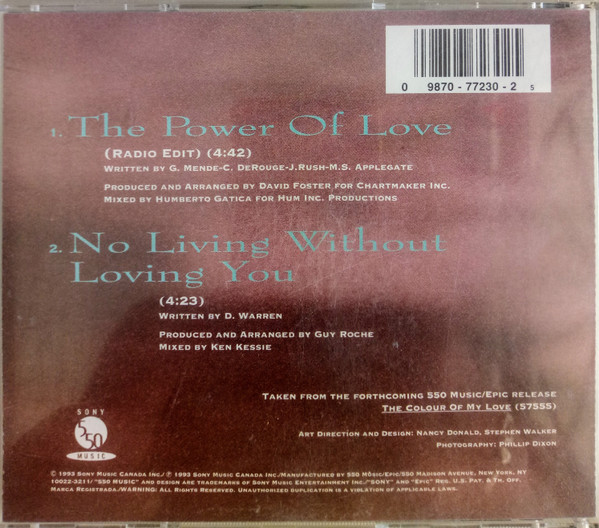 0 9870 - 77230 - 2 5
1. The Power Of Love
(Radio Edit) (4:42)
Written by G. Mende-C. DeRouge-J.Rush-M.S. Applegate
Produced and Arranged by David Foster for Chartmaker Inc.
Mixed by Humberto Gatica for Hum Inc. Productions
2. No Living Without
Loving You
(4:23)
Written by D. Warren
Produced and Arranged by Guy Roche
Mixed by Ken Kessie
Taken from the forthcoming 550 Music/Epic release
The Colour Of My Love (57555)
Art Direction and Design: Nancy Donald, Stephen Walker
Photography: Phillip Dixon
SONY
550
MUSIC
© 1993 Sony Music Canada Inc./ ℗ 1993 Sony Music Canada Inc./Manufactured by 550 Music/Epic/550 Madison Avenue, New York, NY
10022-3211/ "550 Music" and design are trademarks of Sony Music Entertainment Inc./"Sony" and "Epic" Reg. U.S. Pat. & Tm. Off.
Marca Registrada/WARNING: All Rights Reserved. Unauthorized duplication is a violation of applicable laws.